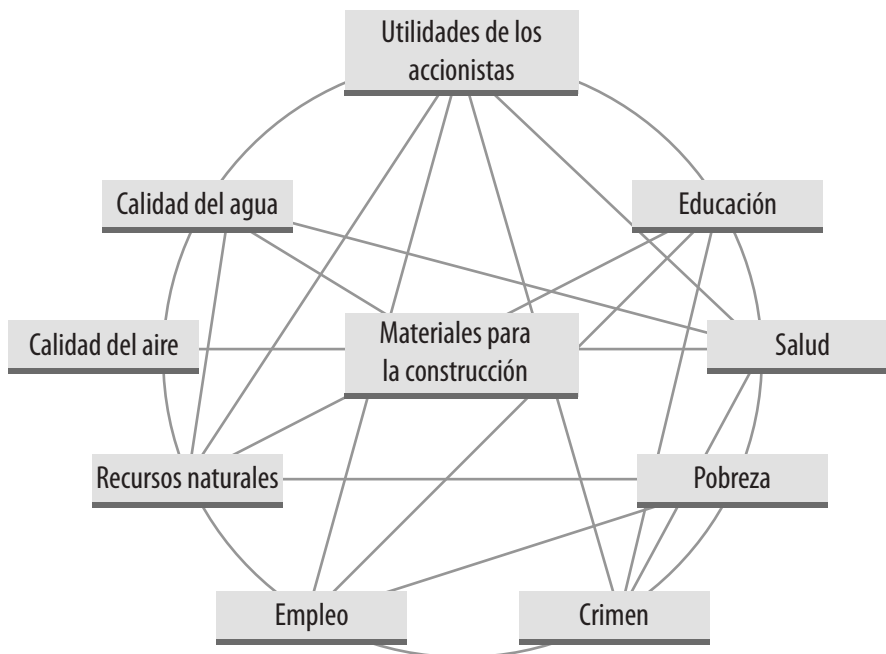 Utilidades de los
accionistas
Calidad del agua
Educación
Calidad del aire
Materiales para
la construcción
Salud
Recursos naturales
Pobreza
Empleo
Crimen